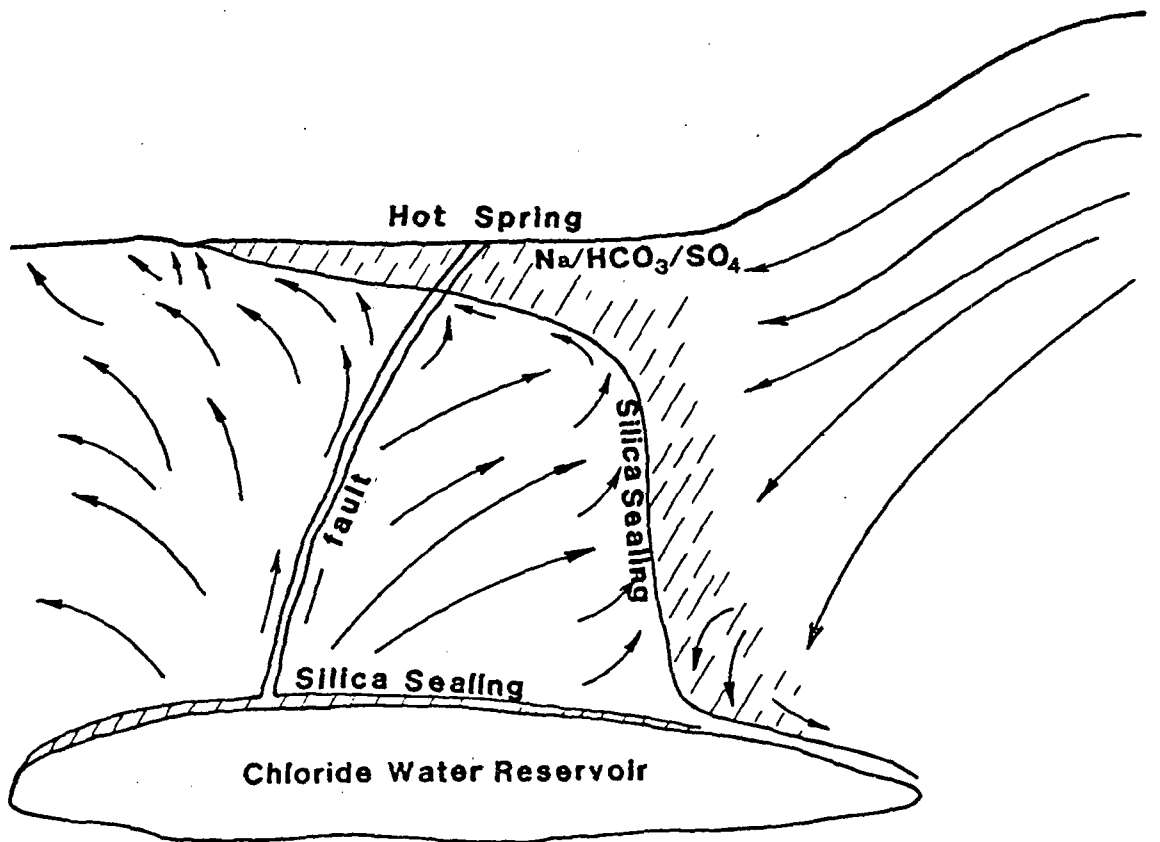 Hot Spring
Na/HCO₃/SO₄
fault
Silica Sealing
Silica Sealing
Chloride Water Reservoir